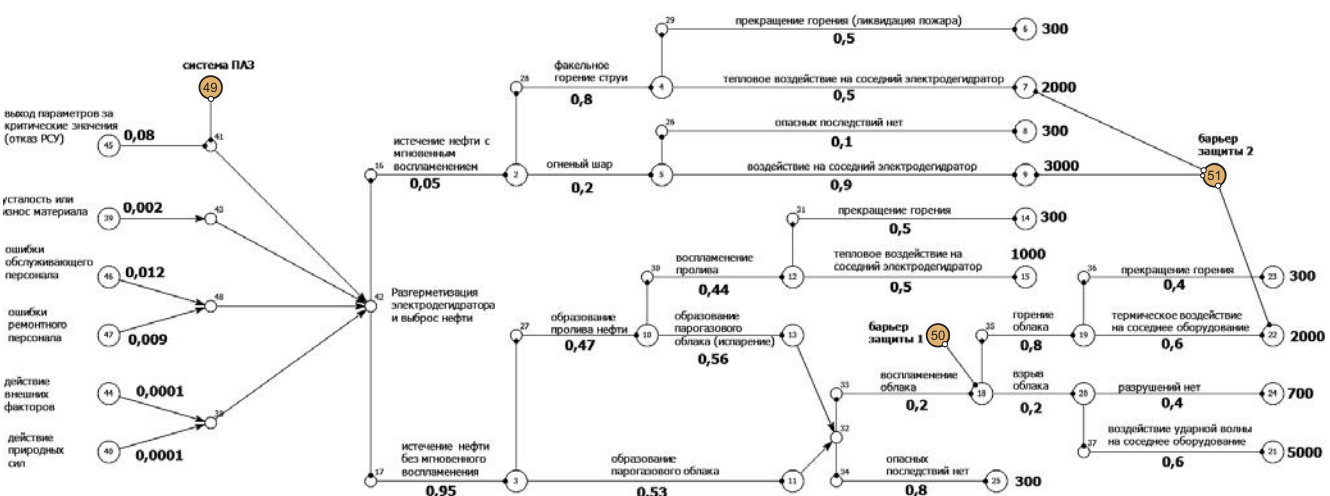 система ПАЗ
49
выход параметров за
критические значения
(отказ РСУ)
0,08
45
41
усталость или
износ материала
0,002
39
43
ошибки
обслуживающего
персонала
0,012
46
48
ошибки
ремонтного
персонала
0,009
47
действие
внешних
факторов
0,0001
44
действие
природных
сил
0,0001
40
38
42
Разгерметизация
электродегидратора
и выброс нефти
16
истечение нефти с
мгновенным
воспламенением
0,05
2
28
факельное
горение струи
0,8
4
29
прекращение горения (ликвидация пожара)
0,5
6
300
тепловое воздействие на соседний электродегидратор
0,5
7
2000
огненый шар
0,2
5
26
опасных последствий нет
0,1
8
300
воздействие на соседний электродегидратор
0,9
9
3000
барьер
защиты 2
51
17
истечение нефти
без мгновенного
воспламенения
0,95
3
27
образование
пролива нефти
0,47
10
30
воспламенение
пролива
0,44
12
31
прекращение горения
0,5
14
300
тепловое воздействие на
соседний электродегидратор
0,5
15
1000
образование
парогазового
облака (испарение)
0,56
13
образование
парогазового облака
0,53
11
32
33
воспламенение
облака
0,2
18
барьер
защиты 1
50
34
опасных
последствий нет
0,8
25
300
35
горение
облака
0,8
19
36
прекращение горения
0,4
23
300
термическое воздействие
на соседнее оборудование
0,6
22
2000
взрыв
облака
0,2
20
разрушений нет
0,4
24
700
37
воздействие ударной волны
на соседнее оборудование
0,6
21
5000